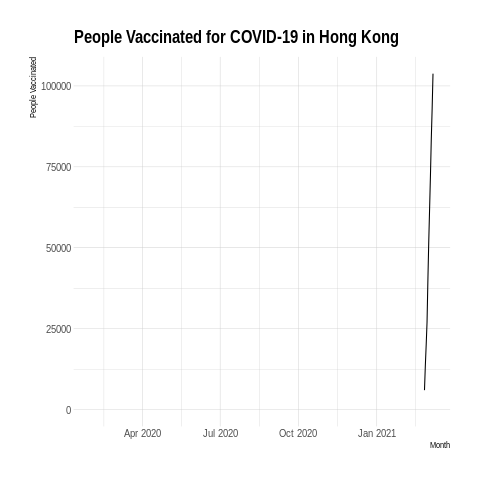 People Vaccinated for COVID-19 in Hong Kong
People Vaccinated
100000
75000
50000
25000
0
Apr 2020 Jul 2020 Oct 2020 Jan 2021
Month